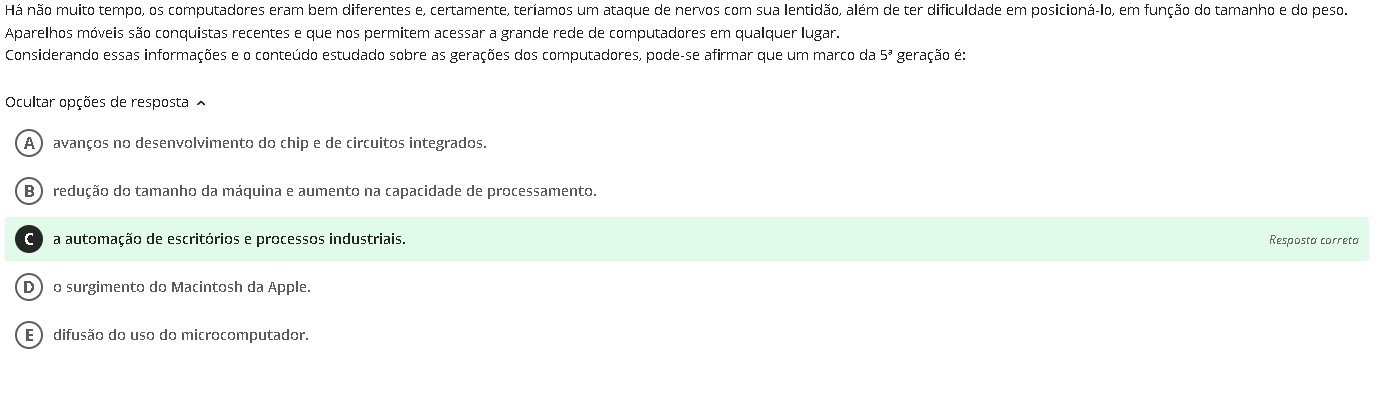 Há não muito tempo, os computadores eram bem diferentes e, certamente, teríamos um ataque de nervos com sua lentidão, além de ter dificuldade em posicioná-lo, em função do tamanho e do peso.
Aparelhos móveis são conquistas recentes e que nos permitem acessar a grande rede de computadores em qualquer lugar.
Considerando essas informações e o conteúdo estudado sobre as gerações dos computadores, pode-se afirmar que um marco da 5ª geração é:
Ocultar opções de resposta
A avanços no desenvolvimento do chip e de circuitos integrados.
B redução do tamanho da máquina e aumento na capacidade de processamento.
C a automação de escritórios e processos industriais. Resposta correta
D o surgimento do Macintosh da Apple.
E difusão do uso do microcomputador.